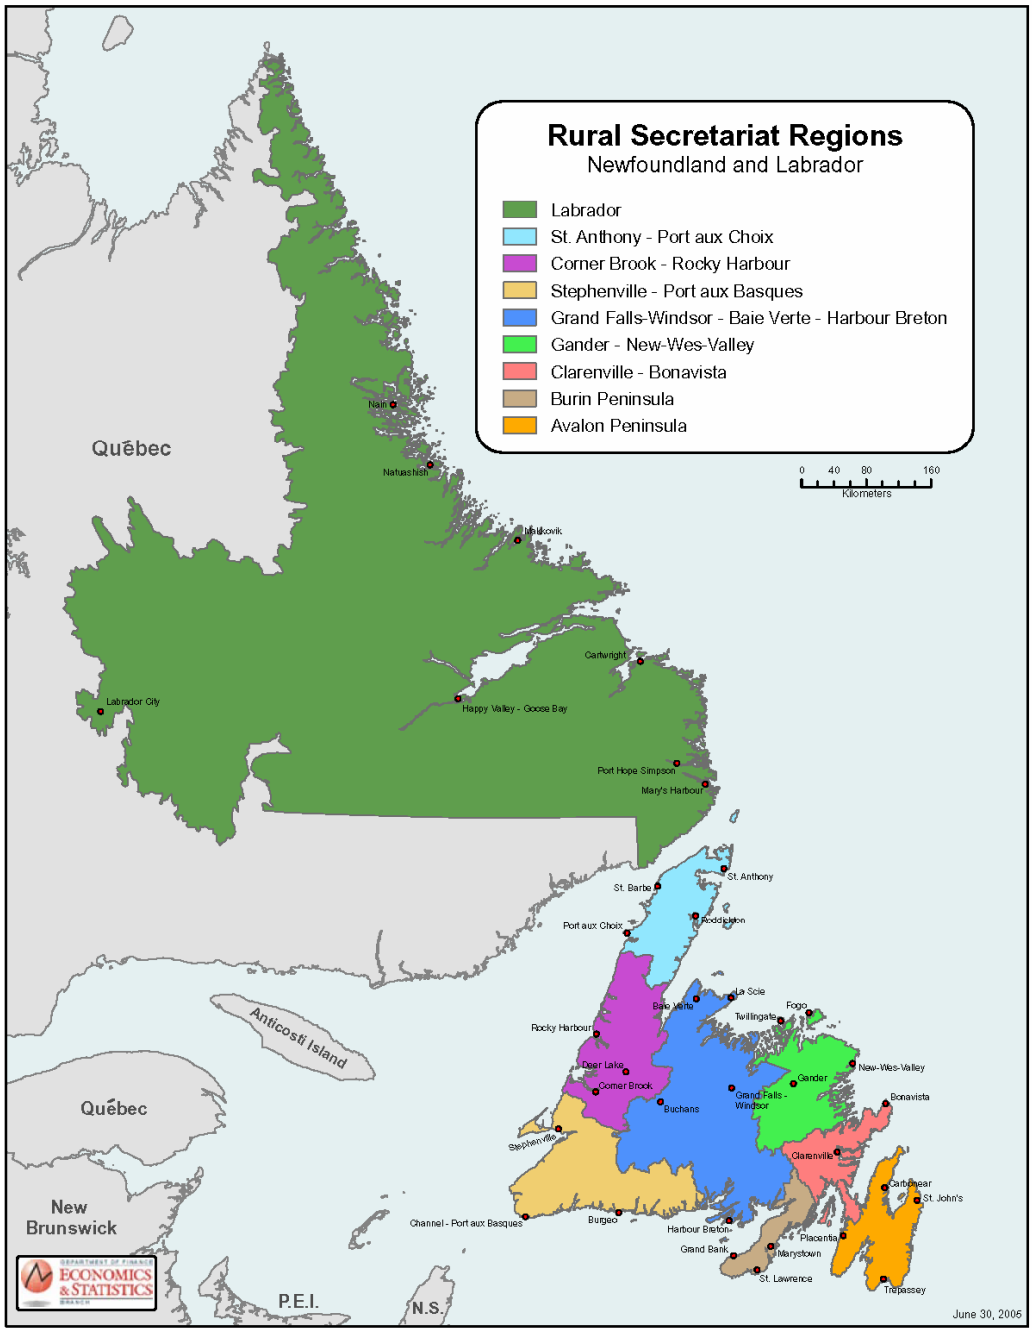 Rural Secretariat Regions
Newfoundland and Labrador
Labrador
St. Anthony - Port aux Choix
Corner Brook - Rocky Harbour
Stephenville - Port aux Basques
Grand Falls-Windsor - Baie Verte - Harbour Breton
Gander - New-Wes-Valley
Clarenville - Bonavista
Burin Peninsula
Avalon Peninsula
0 40 80 160
Kilometers
Nain
Québec
Natuashish
Makkovik
Cartwright
Labrador City
Happy Valley - Goose Bay
Port Hope Simpson
Mary's Harbour
St. Anthony
St. Barbe
Roddickton
Port aux Choix
La Scie
Baie Verte
Fogo
Twillingate
Anticosti Island
Rocky Harbour
Deer Lake
New-Wes-Valley
Gander
Corner Brook
Grand Falls -
Windsor
Buchans
Bonavista
Québec
Stephenville
Clarenville
Carbonear
St. John's
New
Brunswick
Channel - Port aux Basques
Burgeo
Harbour Breton
Placentia
Grand Bank
Marystown
St. Lawrence
Trepassey
DEPARTMENT OF FINANCE
ECONOMICS
& STATISTICS
BRANCH
P.E.I.
N.S.
June 30, 2006